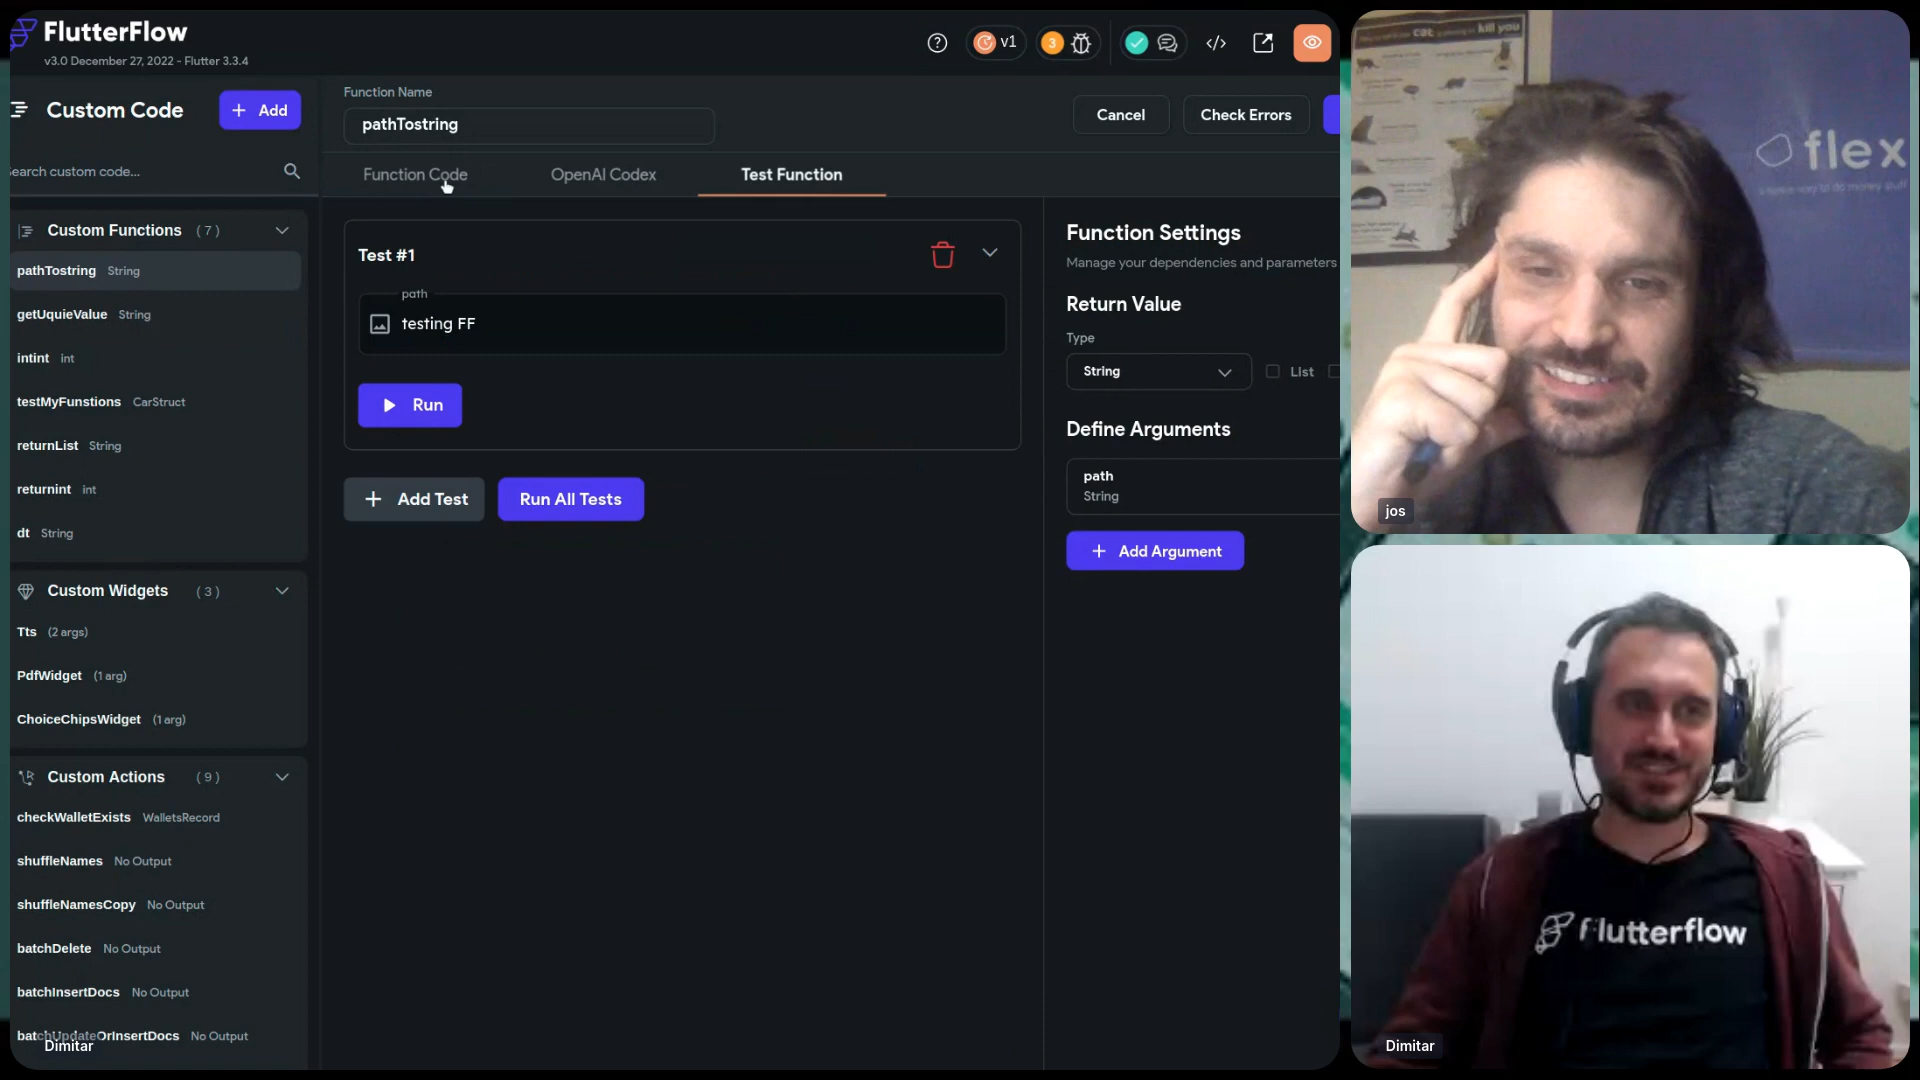 FlutterFlow
v3.0 December 27, 2022 - Flutter 3.3.4
v1
3
Custom Code
+ Add
Search custom code...
Custom Functions (7)
pathTostring String
getUquieValue String
intint int
testMyFunstions CarStruct
returnList String
returnint int
dt String
Custom Widgets (3)
Tts (2 args)
PdfWidget (1 arg)
ChoiceChipsWidget (1 arg)
Custom Actions (9)
checkWalletExists WalletsRecord
shuffleNames No Output
shuffleNamesCopy No Output
batchDelete No Output
batchInsertDocs No Output
batchUpdateOrInsertDocs No Output
Dimitar
Function Name
pathTostring
Cancel
Check Errors
Function Code
OpenAI Codex
Test Function
Test #1
path
testing FF
Run
+ Add Test
Run All Tests
Function Settings
Manage your dependencies and parameters
Return Value
Type
String
List
Define Arguments
path
String
+ Add Argument
cat
kill you
flex
jos
flutterflow
Dimitar